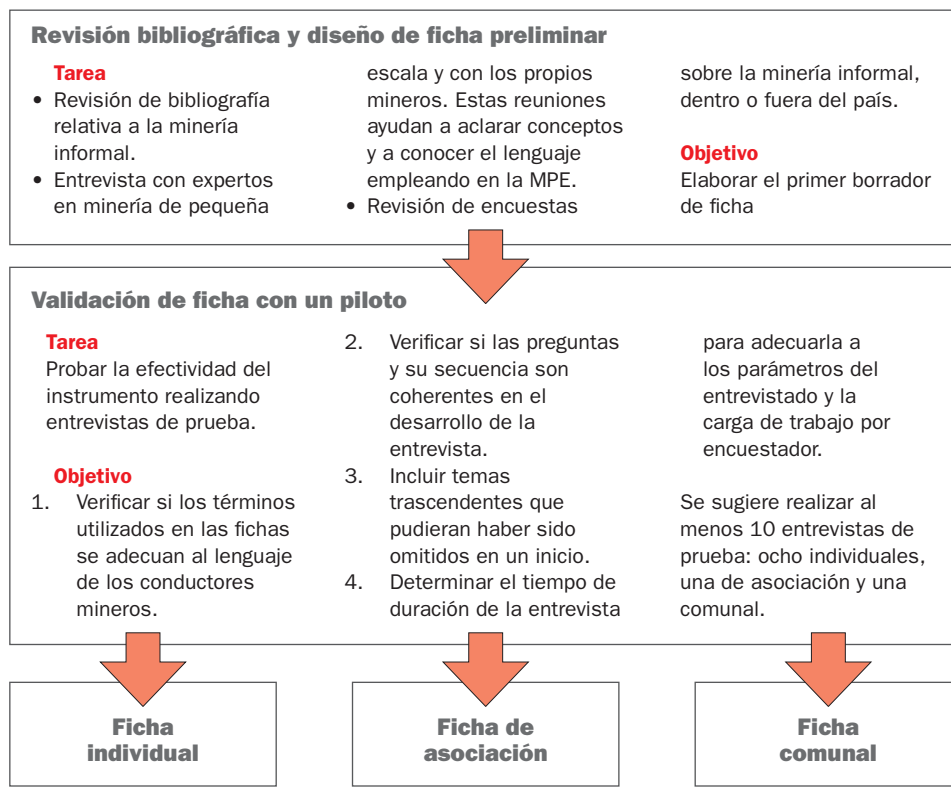 Revisión bibliográfica y diseño de ficha preliminar
Tarea
• Revisión de bibliografía
relativa a la minería
informal.
• Entrevista con expertos
en minería de pequeña
escala y con los propios
mineros. Estas reuniones
ayudan a aclarar conceptos
y a conocer el lenguaje
empleando en la MPE.
• Revisión de encuestas
sobre la minería informal,
dentro o fuera del país.
Objetivo
Elaborar el primer borrador
de ficha
Validación de ficha con un piloto
Tarea
Probar la efectividad del
instrumento realizando
entrevistas de prueba.
Objetivo
1. Verificar si los términos
utilizados en las fichas
se adecuan al lenguaje
de los conductores
mineros.
2. Verificar si las preguntas
y su secuencia son
coherentes en el
desarrollo de la
entrevista.
3. Incluir temas
trascendentes que
pudieran haber sido
omitidos en un inicio.
4. Determinar el tiempo de
duración de la entrevista
para adecuarla a
los parámetros del
entrevistado y la
carga de trabajo por
encuestador.
Se sugiere realizar al
menos 10 entrevistas de
prueba: ocho individuales,
una de asociación y una
comunal.
Ficha
individual
Ficha de
asociación
Ficha
comunal